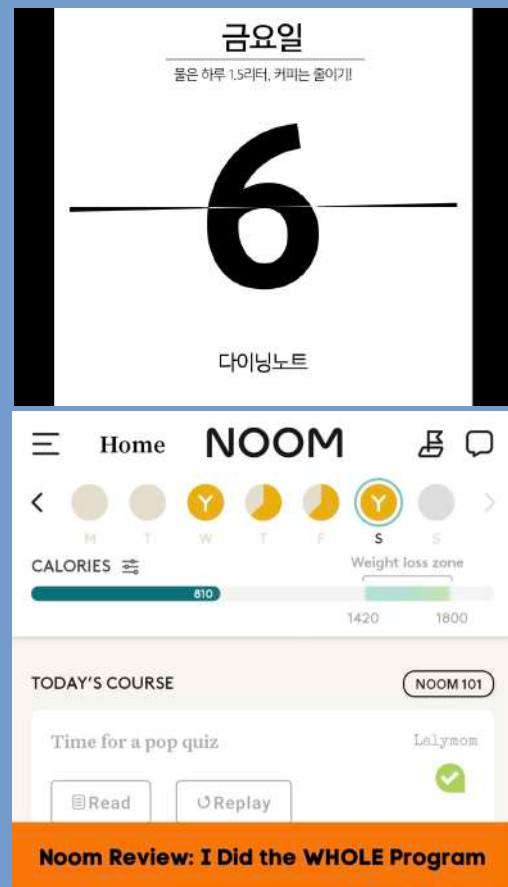 금요일
물은 하루 1.5리터, 커피는 줄이기!
6
다이닝노트
Home NOOM
Y Y
M T W T F S S
CALORIES Weight loss zone
810
1420 1800
TODAY'S COURSE NOOM 101
Time for a pop quiz Lalymom
Read Replay
Noom Review: I Did the WHOLE Program